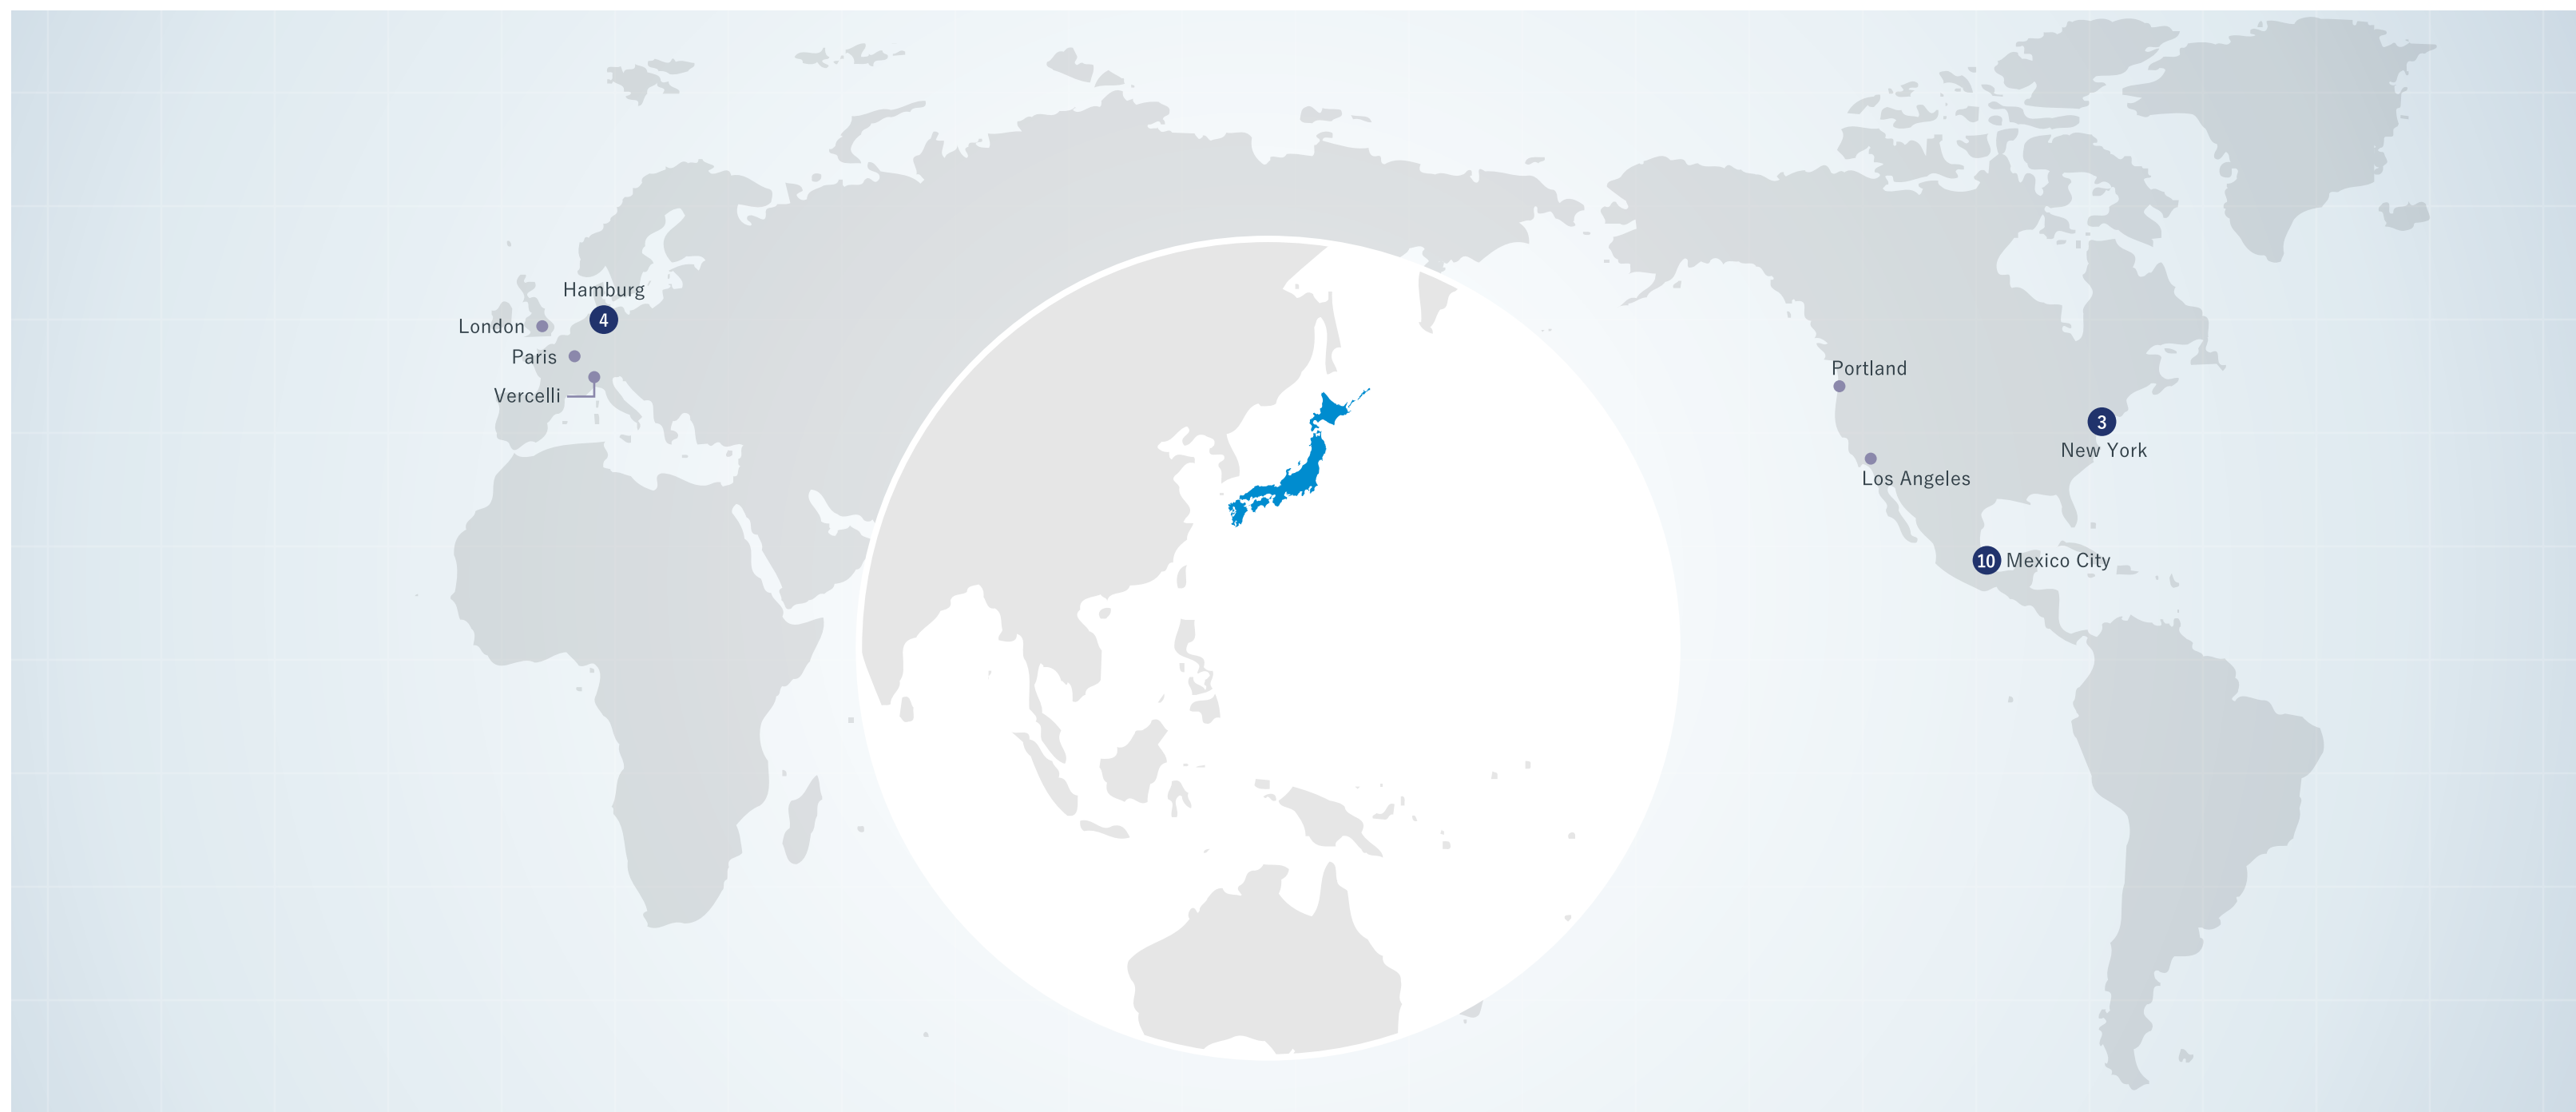 Hamburg
4
London
Paris
Vercelli
Portland
3
New York
Los Angeles
10 Mexico City